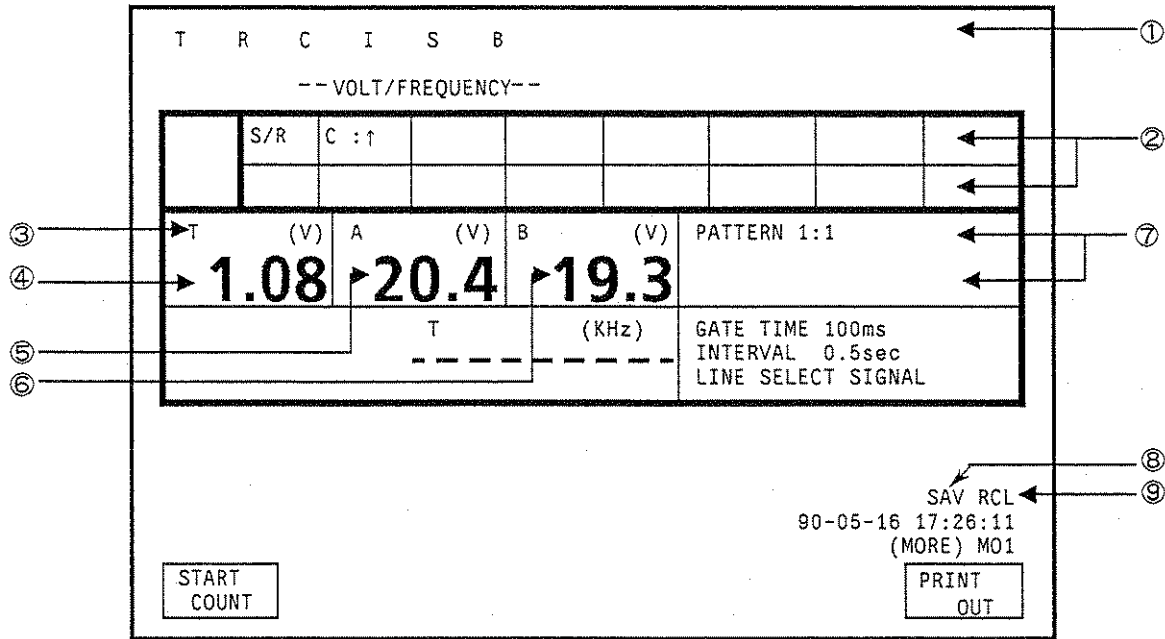 T R C I S B ①
--VOLT/FREQUENCY--
S/R C :↑ ②
③ T (V) A (V) B (V) PATTERN 1:1 ⑦
④ 1.08 20.4 19.3
T (KHz) GATE TIME 100ms
⑤ -------- INTERVAL 0.5sec
⑥ LINE SELECT SIGNAL
⑧
SAV RCL ⑨
90-05-16 17:26:11
(MORE) MO1
START PRINT
COUNT OUT